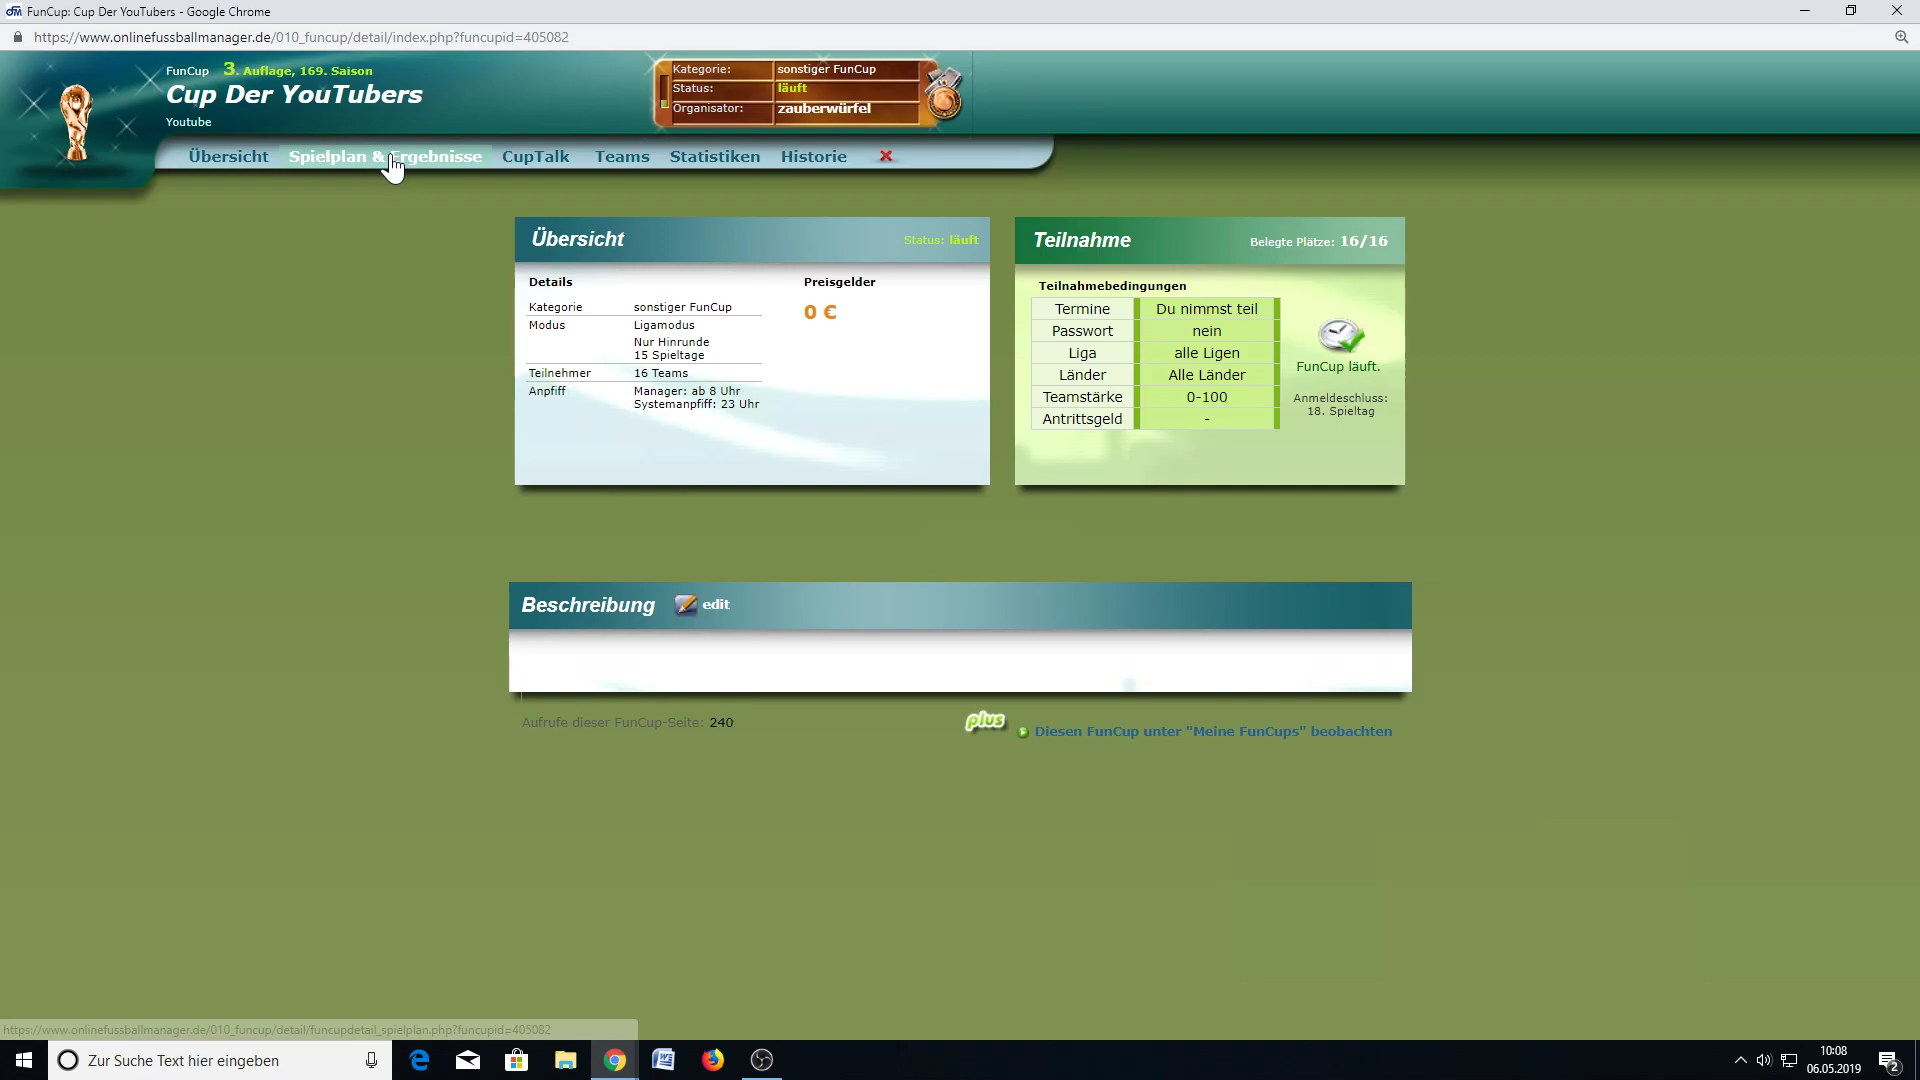 FunCup: Cup Der YouTubers - Google Chrome
https://www.onlinefussballmanager.de/010_funcup/detail/index.php?funcupid=405082
FunCup 3. Auflage, 169. Saison
Cup Der YouTubers
Youtube
Kategorie: sonstiger FunCup
Status: läuft
Organisator: zauberwürfel
Übersicht Spielplan & Ergebnisse CupTalk Teams Statistiken Historie
Übersicht Status: läuft
Details Preisgelder
Kategorie sonstiger FunCup 0 €
Modus Ligamodus
Nur Hinrunde
15 Spieltage
Teilnehmer 16 Teams
Anpfiff Manager: ab 8 Uhr
Systemanpfiff: 23 Uhr
Teilnahme Belegte Plätze: 16/16
Teilnahmebedingungen
Termine Du nimmst teil
Passwort nein
Liga alle Ligen
Länder Alle Länder
Teamstärke 0-100
Antrittsgeld -
FunCup läuft.
Anmeldeschluss:
18. Spieltag
Beschreibung edit
Aufrufe dieser FunCup-Seite: 240
plus Diesen FunCup unter "Meine FunCups" beobachten
https://www.onlinefussballmanager.de/010_funcup/detail/funcupdetail_spielplan.php?funcupid=405082
Zur Suche Text hier eingeben
10:08
06.05.2019
2